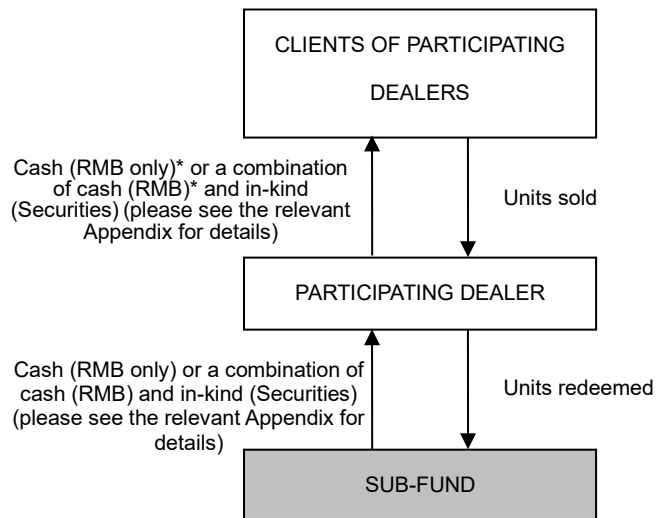 CLIENTS OF PARTICIPATING
DEALERS
Cash (RMB only)* or a combination
of cash (RMB)* and in-kind
(Securities) (please see the relevant
Appendix for details)
Units sold
PARTICIPATING DEALER
Cash (RMB only) or a combination of
cash (RMB) and in-kind (Securities)
(please see the relevant Appendix for
details)
Units redeemed
SUB-FUND